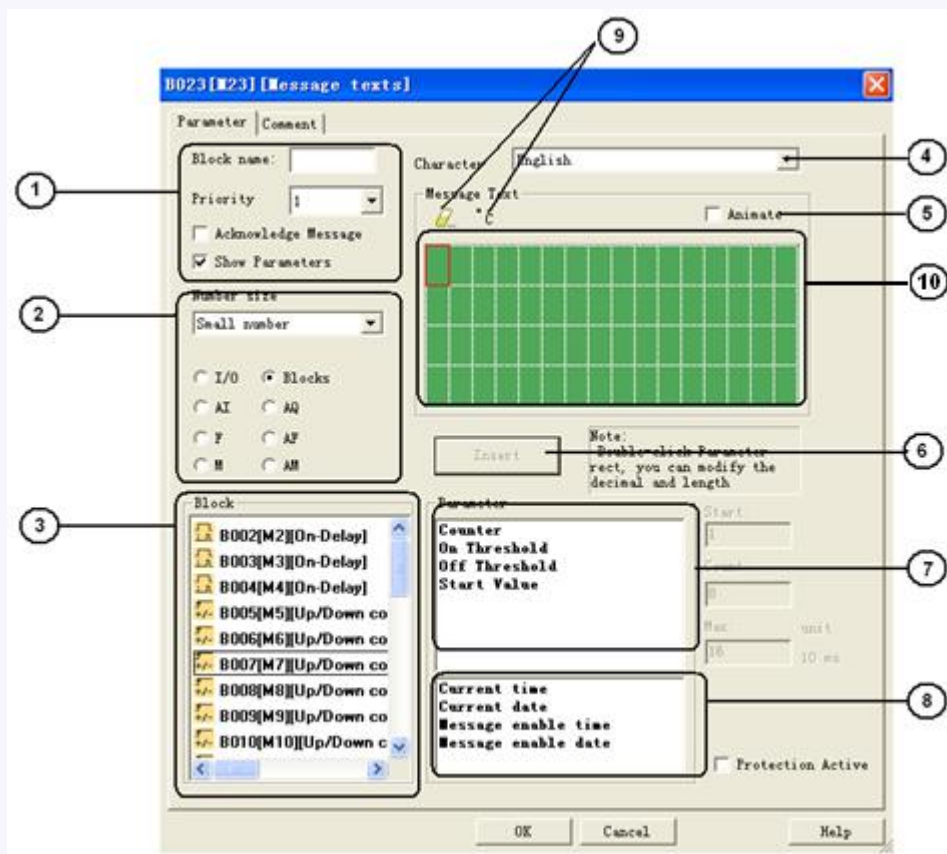 9
B023[M23][Message texts]
Parameter
Comment
1
Block name:
Priority
1
Acknowledge Message
Show Parameters
Character
English
4
Message Text
°C
Animate
5
10
2
Number size
Small number
I/O
Blocks
AI
AQ
F
AF
M
AM
Insert
Note:
Double-click Parameter
rect, you can modify the
decimal and length
6
3
Block
B002[M2][On-Delay]
B003[M3][On-Delay]
B004[M4][On-Delay]
B005[M5][Up/Down co
B006[M6][Up/Down co
B007[M7][Up/Down co
B008[M8][Up/Down co
B009[M9][Up/Down co
B010[M10][Up/Down c
Parameter
Counter
On Threshold
Off Threshold
Start Value
7
Start
1
Max
16
unit
10 ms
Current time
Current date
Message enable time
Message enable date
8
Protection Active
OK
Cancel
Help